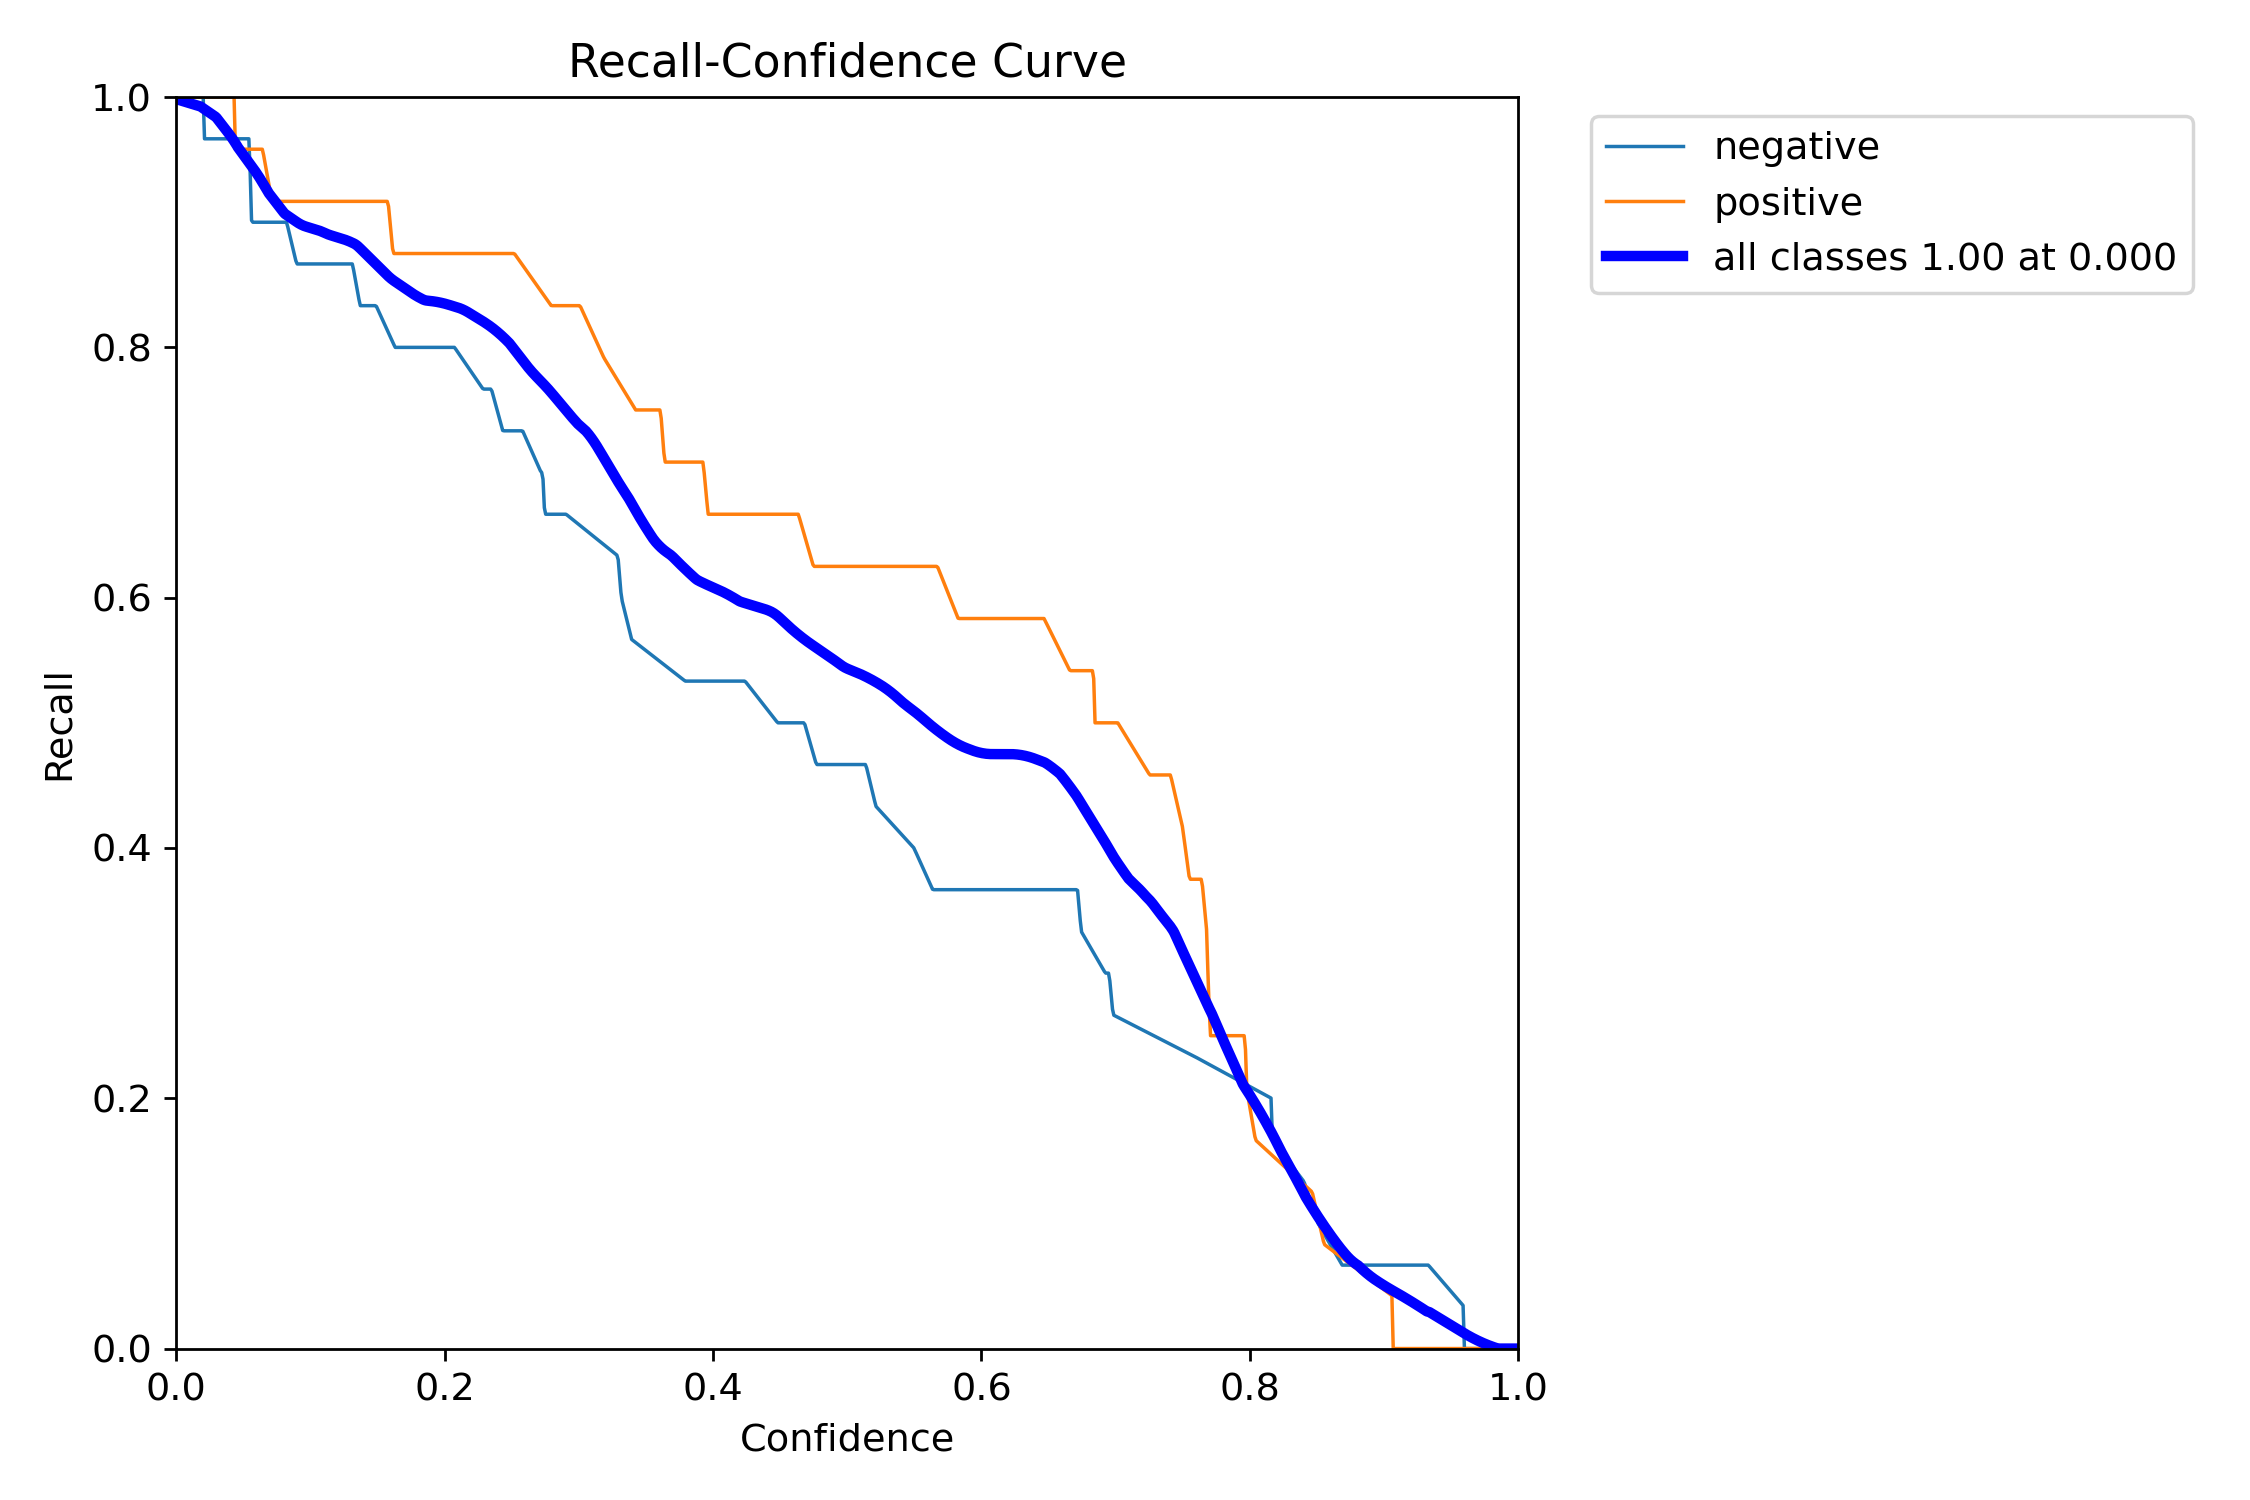 Recall-Confidence Curve
1.0
0.8
0.6
0.4
0.2
0.0
Recall
0.0 0.2 0.4 0.6 0.8 1.0
Confidence
negative
positive
all classes 1.00 at 0.000